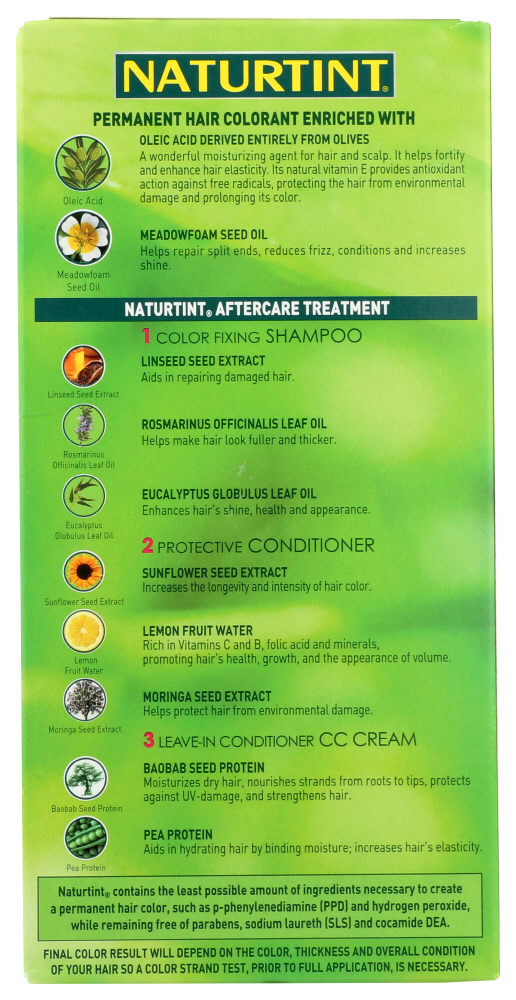 NATURTINT®
PERMANENT HAIR COLORANT ENRICHED WITH
OLEIC ACID DERIVED ENTIRELY FROM OLIVES
A wonderful moisturizing agent for hair and scalp. It helps fortify
and enhance hair elasticity. Its natural vitamin E provides antioxidant
action against free radicals, protecting the hair from environmental
damage and prolonging its color.
Oleic Acid
MEADOWFOAM SEED OIL
Helps repair split ends, reduces frizz, conditions and increases
shine.
Meadowfoam
Seed Oil
NATURTINT® AFTERCARE TREATMENT
1 COLOR FIXING SHAMPOO
LINSEED SEED EXTRACT
Aids in repairing damaged hair.
Linseed Seed Extract
ROSMARINUS OFFICINALIS LEAF OIL
Helps make hair look fuller and thicker.
Rosmarinus
Officinalis Leaf Oil
EUCALYPTUS GLOBULUS LEAF OIL
Enhances hair's shine, health and appearance.
Eucalyptus
Globulus Leaf Oil
2 PROTECTIVE CONDITIONER
SUNFLOWER SEED EXTRACT
Increases the longevity and intensity of hair color.
Sunflower Seed Extract
LEMON FRUIT WATER
Rich in Vitamins C and B, folic acid and minerals,
promoting hair's health, growth, and the appearance of volume.
Lemon
Fruit Water
MORINGA SEED EXTRACT
Helps protect hair from environmental damage.
Moringa Seed Extract
3 LEAVE-IN CONDITIONER CC CREAM
BAOBAB SEED PROTEIN
Moisturizes dry hair, nourishes strands from roots to tips, protects
against UV-damage, and strengthens hair.
Baobab Seed Protein
PEA PROTEIN
Aids in hydrating hair by binding moisture; increases hair's elasticity.
Pea Protein
Naturtint® contains the least possible amount of ingredients necessary to create
a permanent hair color, such as p-phenylenediamine (PPD) and hydrogen peroxide,
while remaining free of parabens, sodium laureth (SLS) and cocamide DEA.
FINAL COLOR RESULT WILL DEPEND ON THE COLOR, THICKNESS AND OVERALL CONDITION
OF YOUR HAIR SO A COLOR STRAND TEST, PRIOR TO FULL APPLICATION, IS NECESSARY.